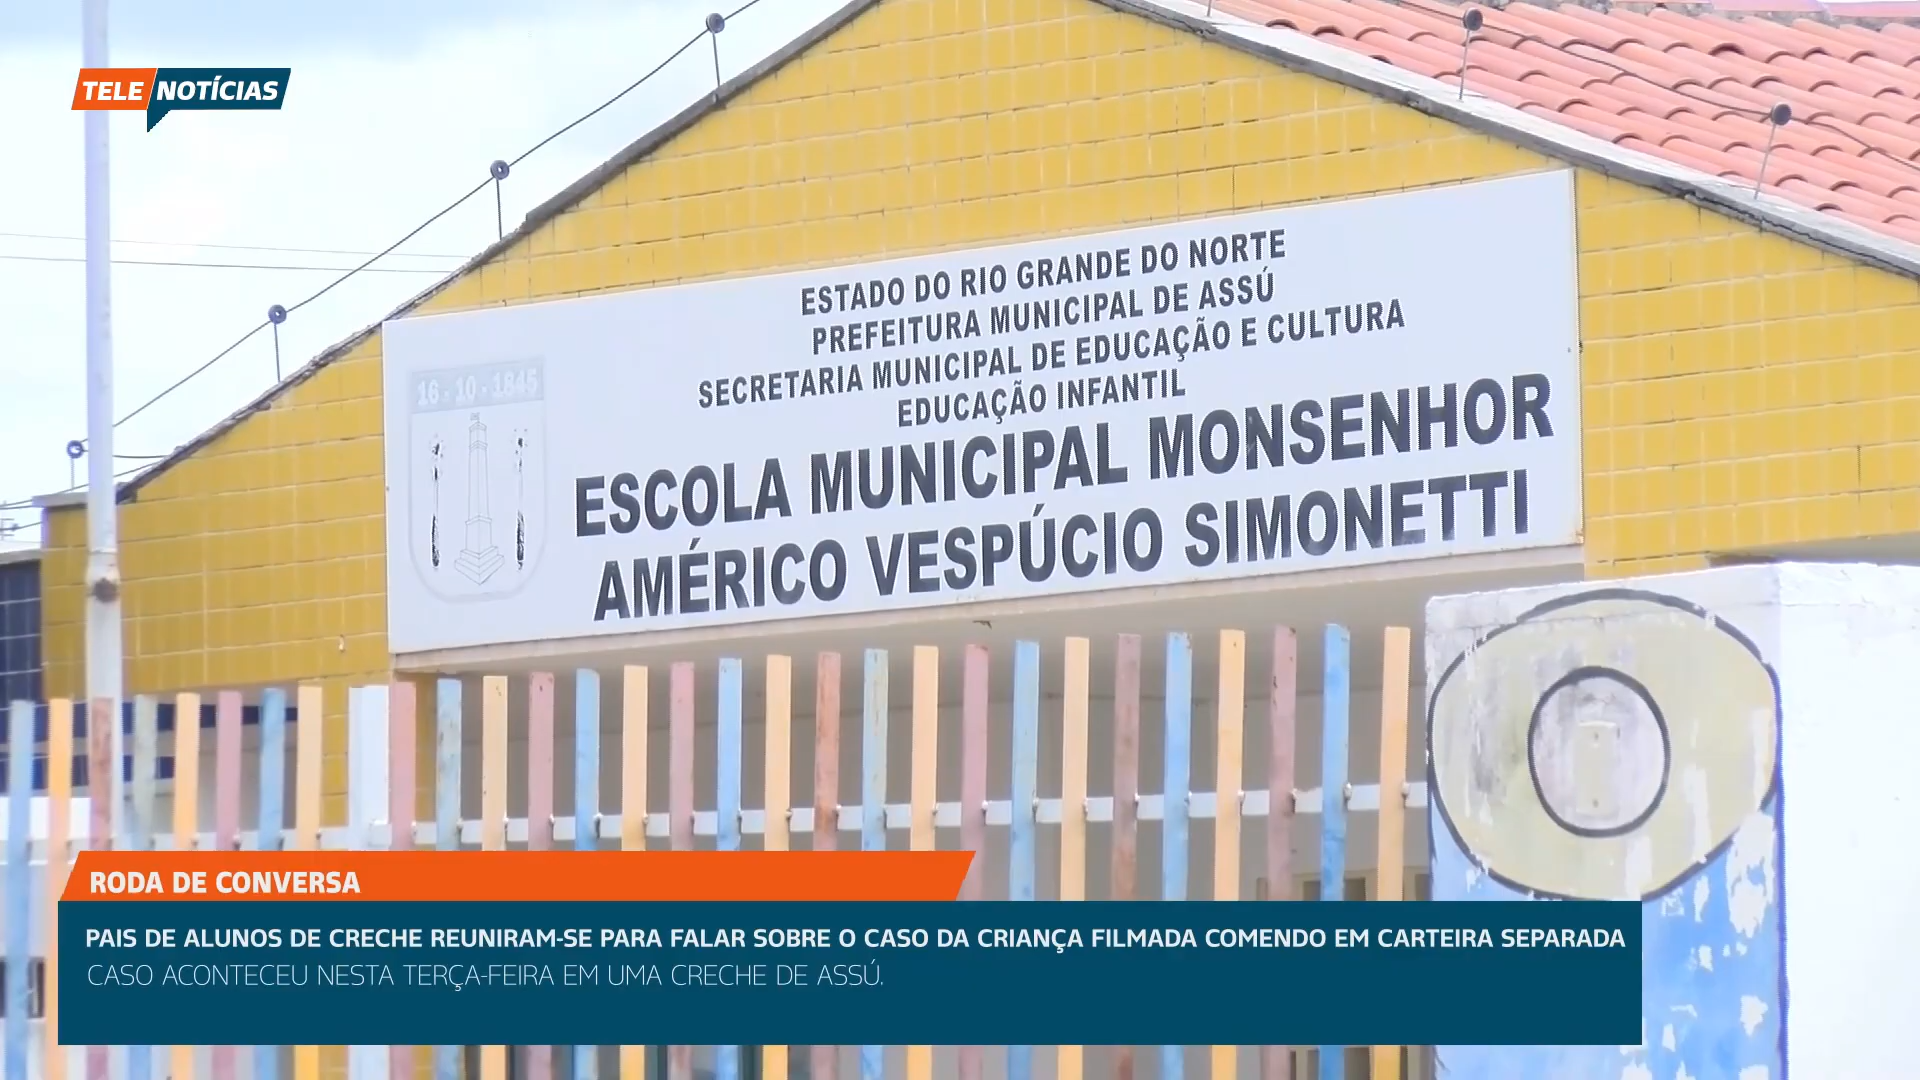 TELE NOTÍCIAS
ESTADO DO RIO GRANDE DO NORTE
PREFEITURA MUNICIPAL DE ASSÚ
SECRETARIA MUNICIPAL DE EDUCAÇÃO E CULTURA
EDUCAÇÃO INFANTIL
16-10-1845
ESCOLA MUNICIPAL MONSENHOR
AMÉRICO VESPÚCIO SIMONETTI
RODA DE CONVERSA
PAIS DE ALUNOS DE CRECHE REUNIRAM-SE PARA FALAR SOBRE O CASO DA CRIANÇA FILMADA COMENDO EM CARTEIRA SEPARADA
CASO ACONTECEU NESTA TERÇA-FEIRA EM UMA CRECHE DE ASSÚ.